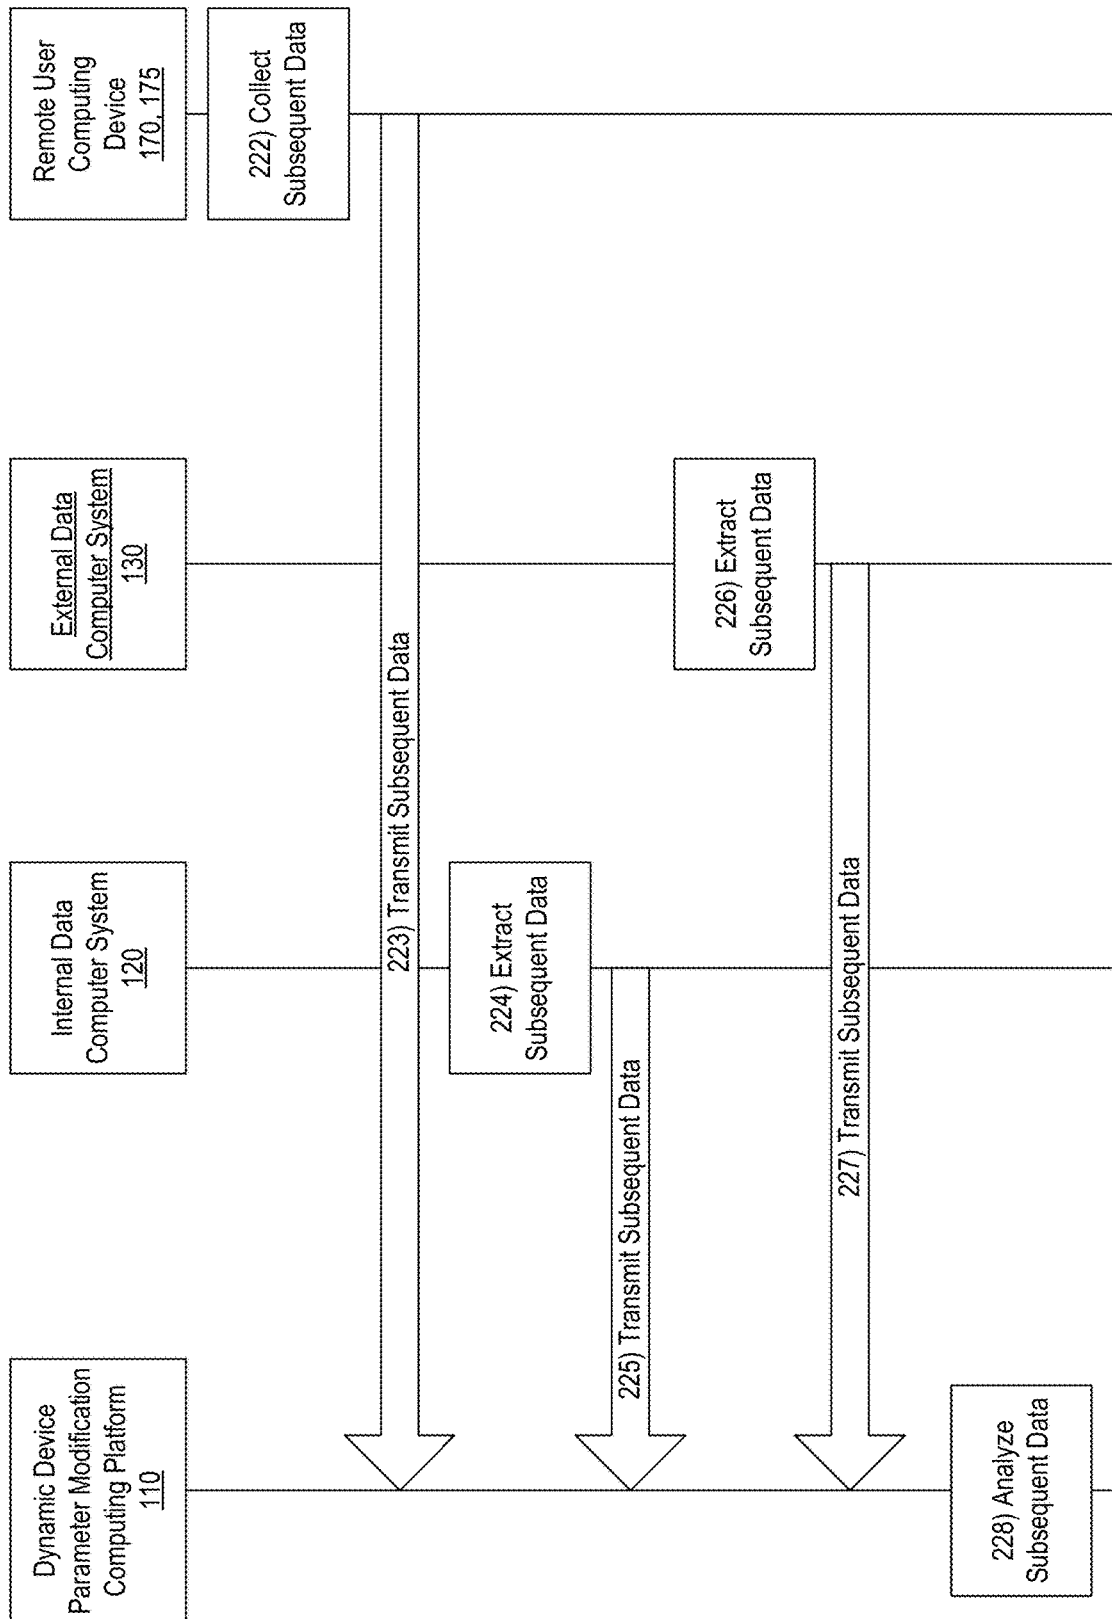 Dynamic Device
Parameter Modification
Computing Platform
110
Internal Data
Computer System
120
External Data
Computer System
130
Remote User
Computing
Device
170, 175
222) Collect
Subsequent Data
223) Transmit Subsequent Data
224) Extract
Subsequent Data
225) Transmit Subsequent Data
226) Extract
Subsequent Data
227) Transmit Subsequent Data
228) Analyze
Subsequent Data